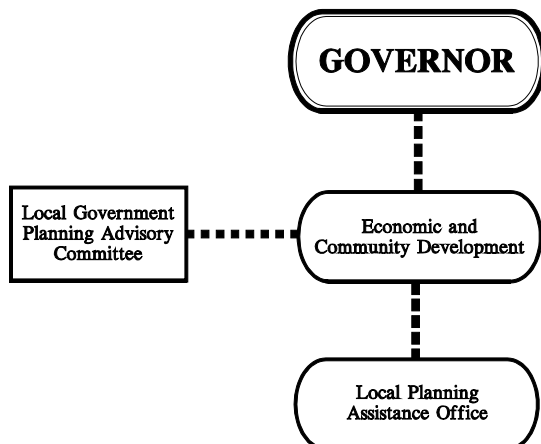 GOVERNOR
Local Government
Planning Advisory
Committee
Economic and
Community Development
Local Planning
Assistance Office